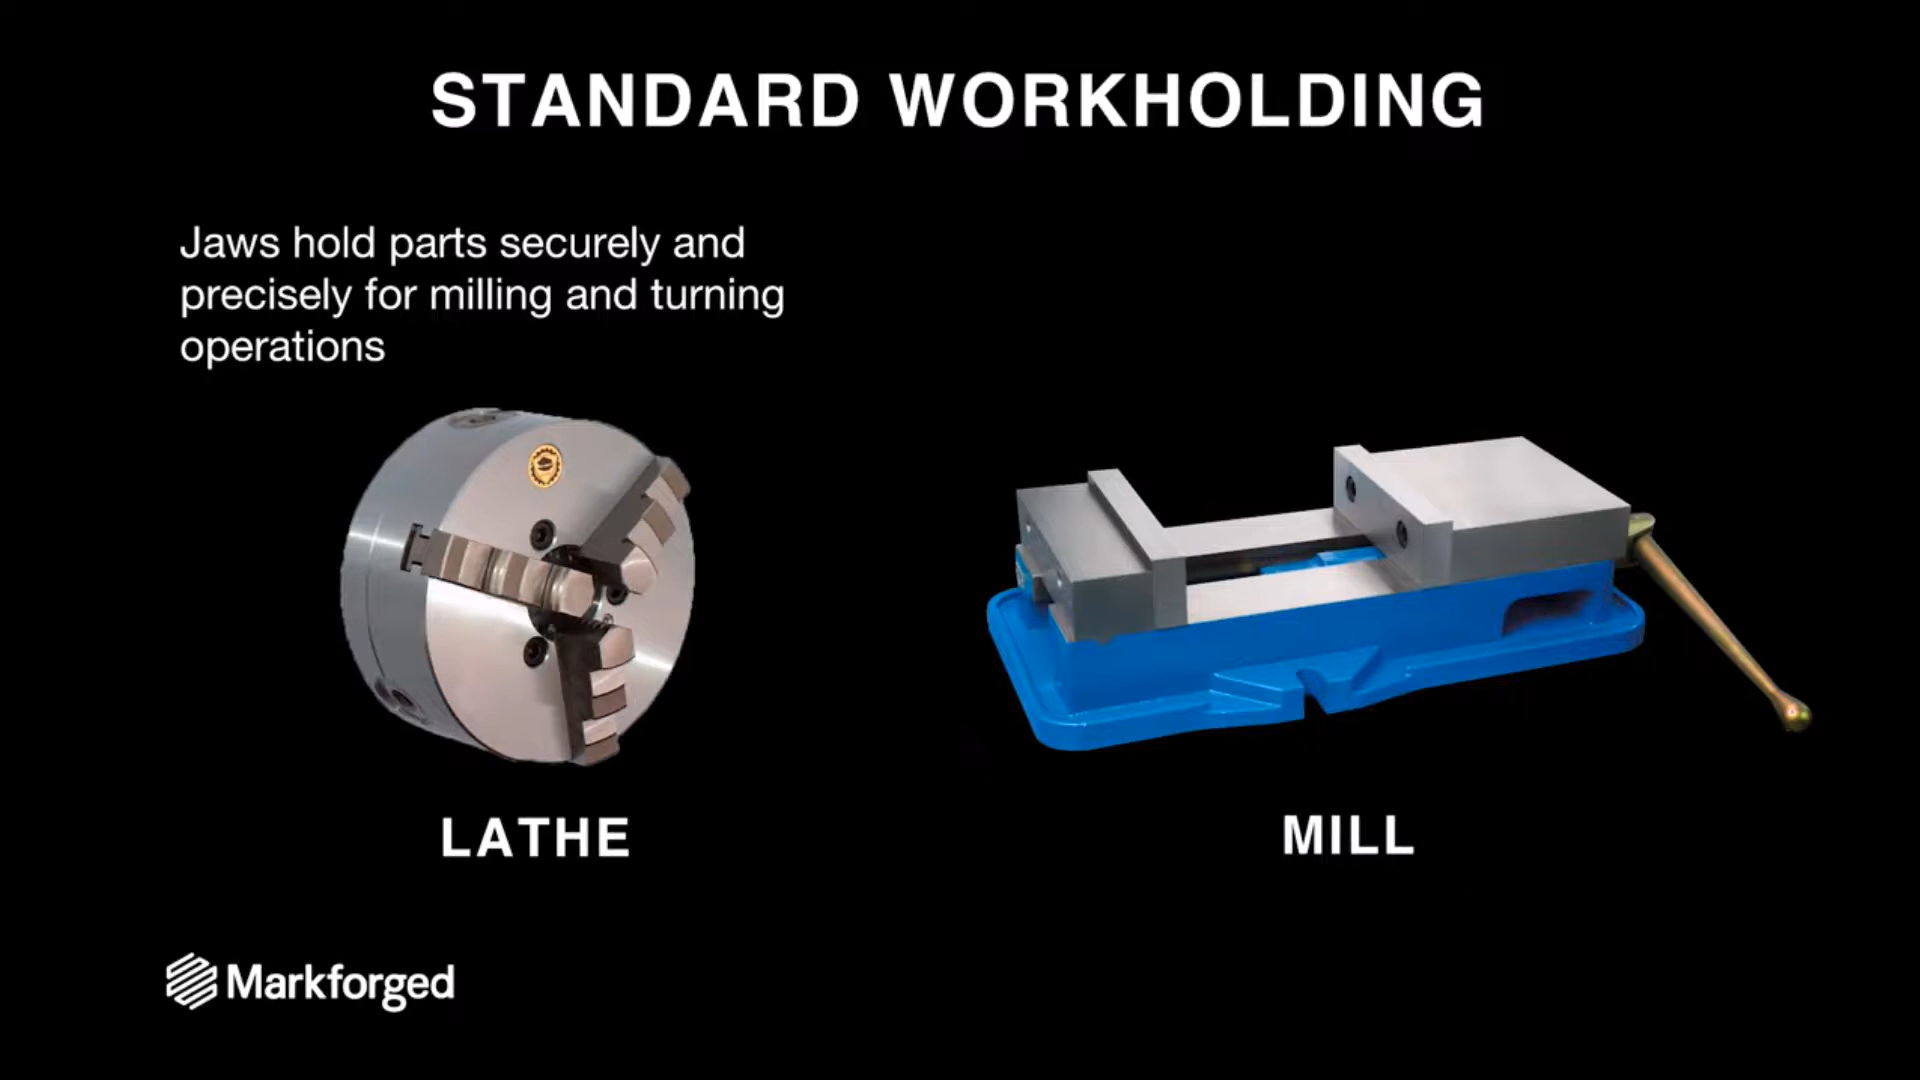 STANDARD WORKHOLDING
Jaws hold parts securely and
precisely for milling and turning
operations
LATHE
MILL
Markforged